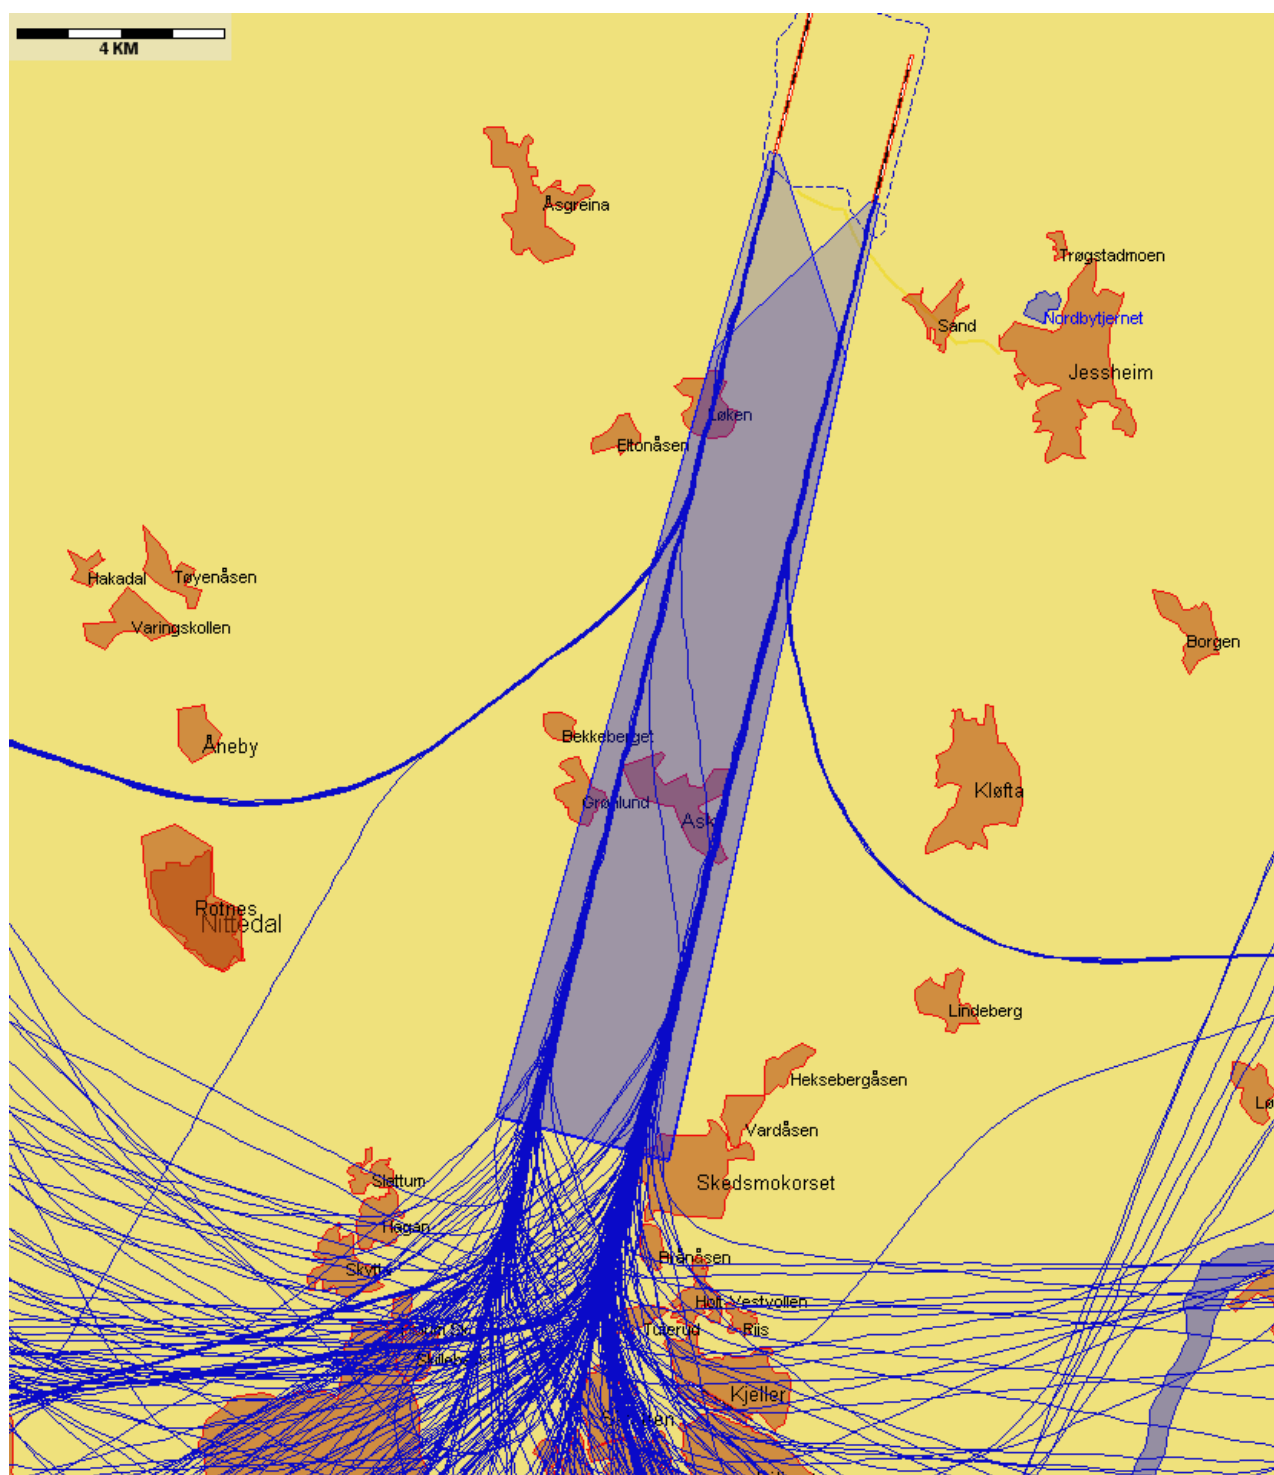 4 KM
Åsgreina
Trøgstadmoen
Nordbytjernet
Sand
Jessheim
Løken
Eltonåsen
Hakadal
Tøyenåsen
Varingskollen
Borgen
Bekkeberget
Åneby
Kløfta
Grønlund
Ask
Rotnes
Nittedal
Lindeberg
Heksebergåsen
Lø
Vardåsen
Slattum
Skedsmokorset
Hagan
Brånåsen
Skytta
Holt
Vestvollen
Tuterud
Riis
Kjeller